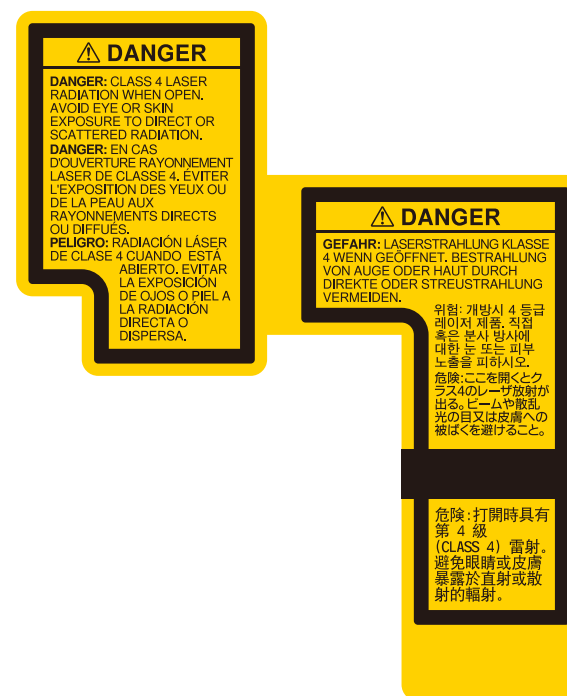 ⚠ DANGER
DANGER: CLASS 4 LASER
RADIATION WHEN OPEN.
AVOID EYE OR SKIN
EXPOSURE TO DIRECT OR
SCATTERED RADIATION.
DANGER: EN CAS
D'OUVERTURE RAYONNEMENT
LASER DE CLASSE 4. ÉVITER
L'EXPOSITION DES YEUX OU
DE LA PEAU AUX
RAYONNEMENTS DIRECTS
OU DIFFUÉS.
PELIGRO: RADIACIÓN LÁSER
DE CLASE 4 CUANDO ESTÁ
ABIERTO. EVITAR
LA EXPOSICIÓN
DE OJOS O PIEL A
LA RADIACIÓN
DIRECTA O
DISPERSA.
⚠ DANGER
GEFAHR: LASERSTRAHLUNG KLASSE
4 WENN GEÖFFNET. BESTRAHLUNG
VON AUGE ODER HAUT DURCH
DIREKTE ODER STREUSTRAHLUNG
VERMEIDEN.
위험: 개방시 4 등급
레이저 제품. 직접
혹은 분사 방사에
대한 눈 또는 피부
노출을 피하시오.
危険:ここを開くとク
ラス4のレーザ放射が
出る。ビームや散乱
光の目又は皮膚への
被ばくを避けること。
危険:打開時具有
第 4 級
(CLASS 4) 雷射。
避免眼睛或皮膚
暴露於直射或散
射的輻射。